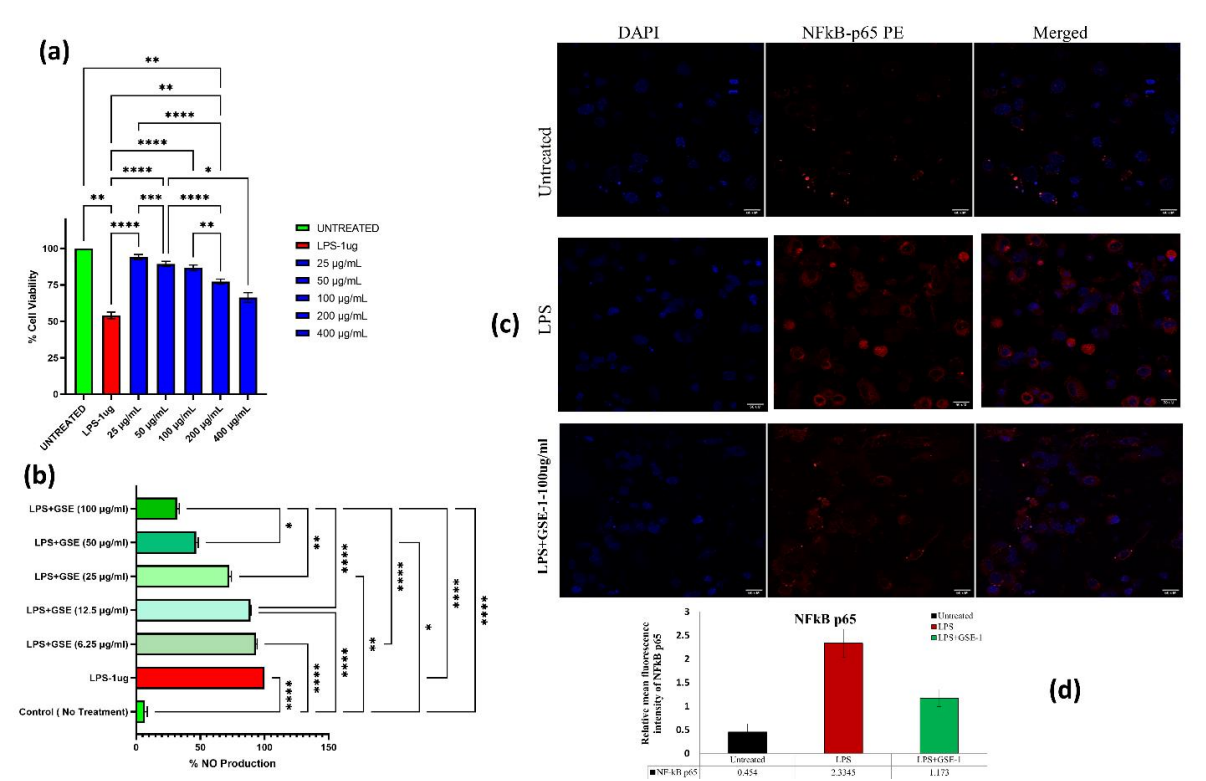 (a)
**
**
****
****
****
*
**
***
****
****
**
% Cell Viability
100
75
50
25
0
UNTREATED
LPS-1ug
25 µg/mL
50 µg/mL
100 µg/mL
200 µg/mL
400 µg/mL
UNTREATED
LPS-1ug
25 µg/mL
50 µg/mL
100 µg/mL
200 µg/mL
400 µg/mL
(b)
LPS+GSE (100 µg/ml)
LPS+GSE (50 µg/ml)
LPS+GSE (25 µg/ml)
LPS+GSE (12.5 µg/ml)
LPS+GSE (6.25 µg/ml)
LPS-1ug
Control ( No Treatment)
*
**
****
****
****
****
**
*
****
****
****
0
50
100
150
% NO Production
(c)
DAPI
NFkB-p65 PE
Merged
Untreated
LPS
LPS+GSE-1-100ug/ml
(d)
NFkB p65
Relative mean fluorescence
intensity of NFkB p65
3
2.5
2
1.5
1
0.5
0
Untreated
LPS
LPS+GSE-1
Untreated
LPS
LPS+GSE-1
NF-kB p65
0.454
2.3345
1.173